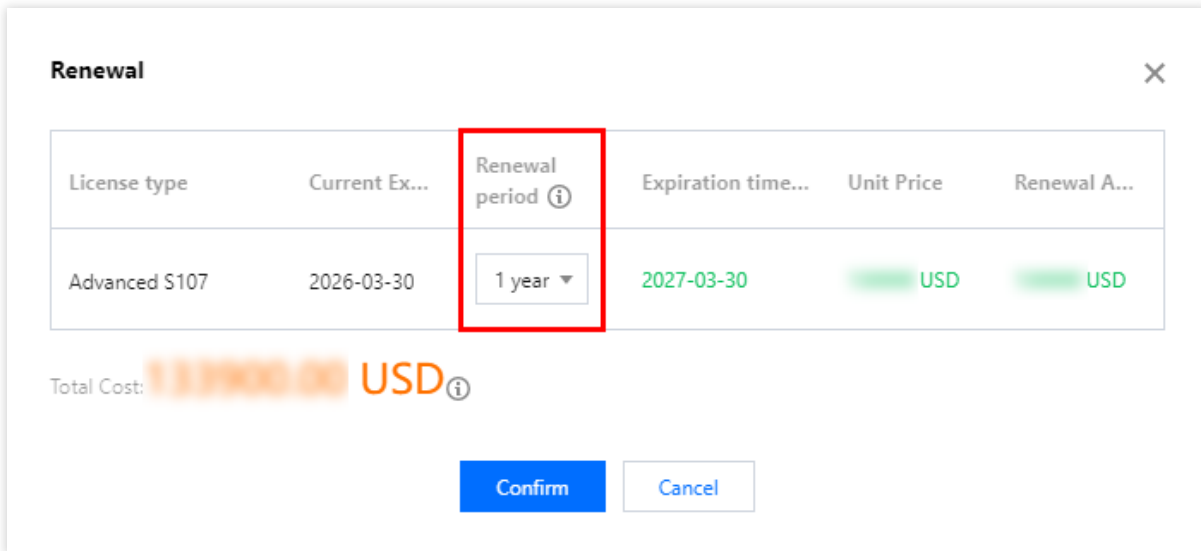 Renewal
License type Current Ex... Renewal period Expiration time... Unit Price Renewal A...
Advanced S107 2026-03-30 1 year 2027-03-30 USD USD
Total Cost: USD
Confirm Cancel